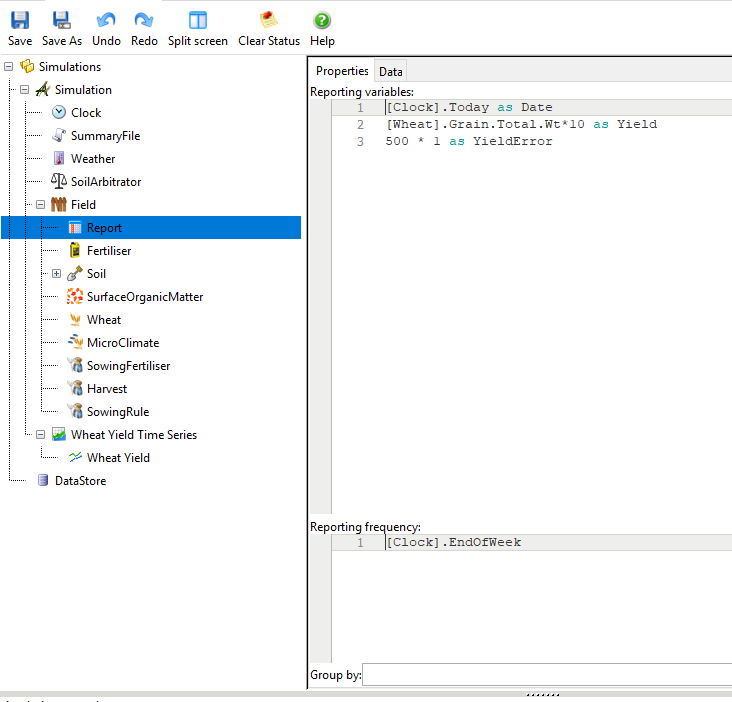 Save Save As Undo Redo Split screen Clear Status Help
Simulations
Simulation
Clock
SummaryFile
Weather
SoilArbitrator
Field
Report
Fertiliser
Soil
SurfaceOrganicMatter
Wheat
MicroClimate
SowingFertiliser
Harvest
SowingRule
Wheat Yield Time Series
Wheat Yield
DataStore
Properties Data
Reporting variables:
1 [Clock].Today as Date
2 [Wheat].Grain.Total.Wt*10 as Yield
3 500 * 1 as YieldError
Reporting frequency:
1 [Clock].EndOfWeek
Group by: